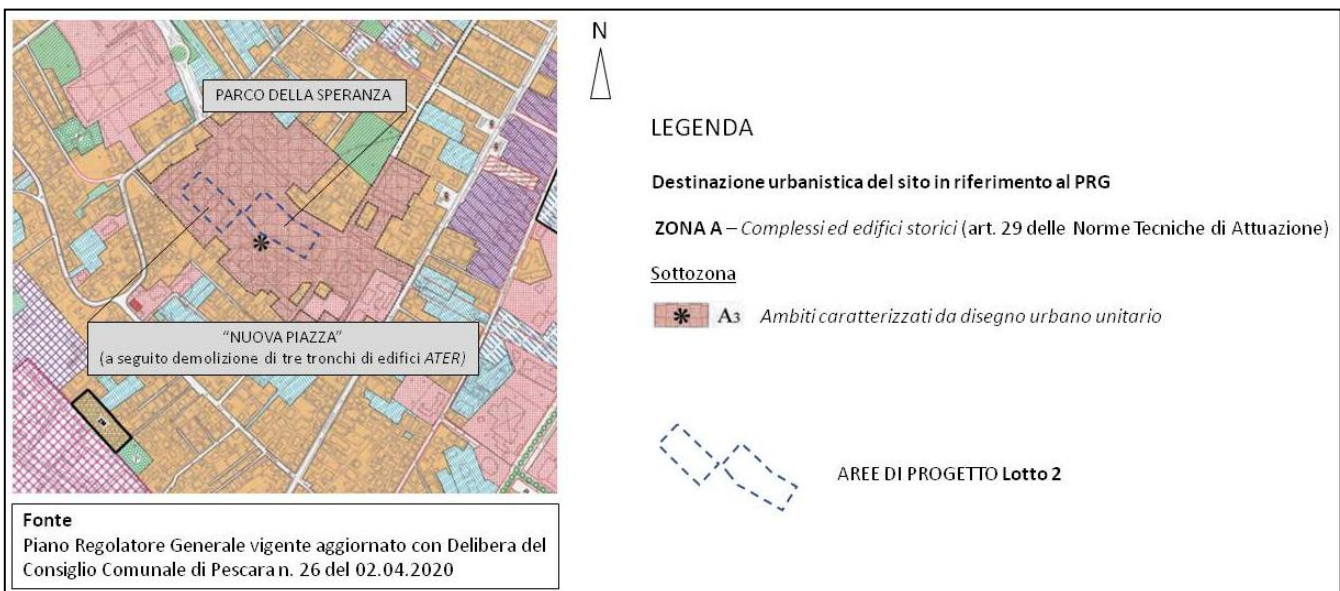 PARCO DELLA SPERANZA
"NUOVA PIAZZA"
(a seguito demolizione di tre tronchi di edifici ATER)
Fonte
Piano Regolatore Generale vigente aggiornato con Delibera del
Consiglio Comunale di Pescara n. 26 del 02.04.2020
N
LEGENDA
Destinazione urbanistica del sito in riferimento al PRG
ZONA A – Complessi ed edifici storici (art. 29 delle Norme Tecniche di Attuazione)
Sottozona
A3 Ambiti caratterizzati da disegno urbano unitario
AREE DI PROGETTO Lotto 2